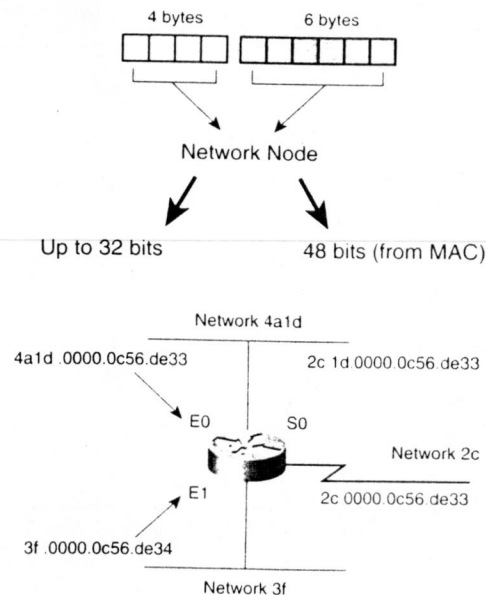 4 bytes 6 bytes
Network Node
Up to 32 bits 48 bits (from MAC)
Network 4a1d
4a1d .0000.0c56.de33 2c 1d.0000.0c56.de33
E0 S0
Network 2c
E1 2c 0000.0c56.de33
3f .0000.0c56.de34
Network 3f